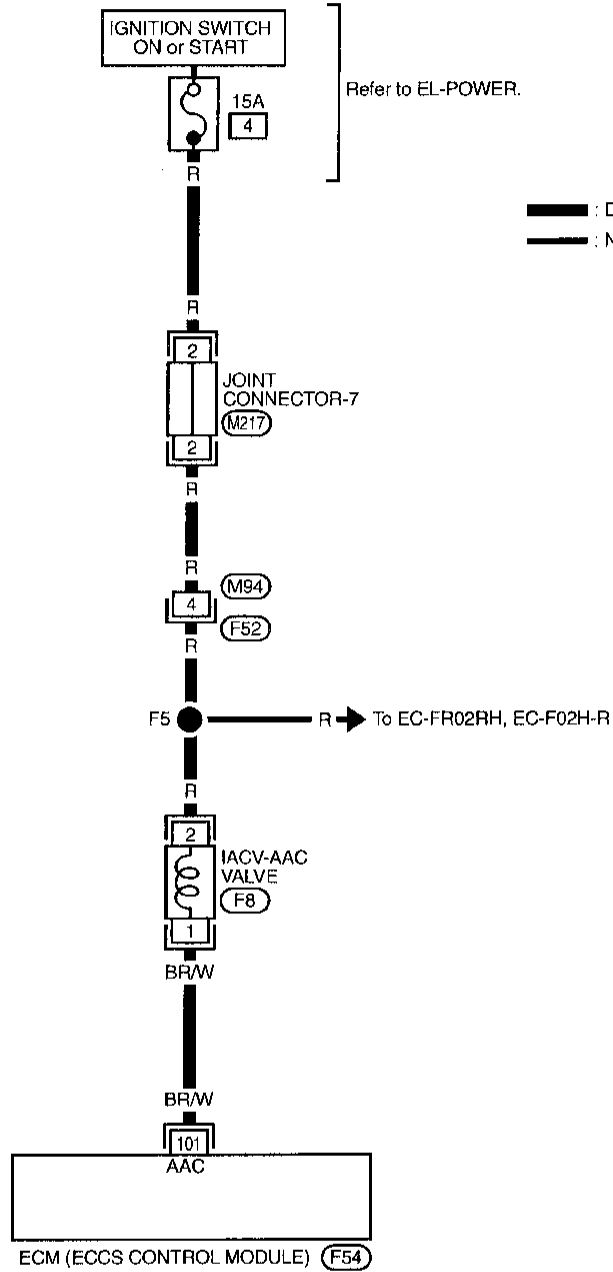 IGNITION SWITCH
ON or START
Refer to EL-POWER.
15A
4
R
: D
: N
R
2
JOINT
CONNECTOR-7
M217
2
R
R
M94
4
F52
R
F5
R
To EC-FR02RH, EC-F02H-R
R
2
IACV-AAC
VALVE
F8
1
BR/W
BR/W
101
AAC
ECM (ECCS CONTROL MODULE) F54